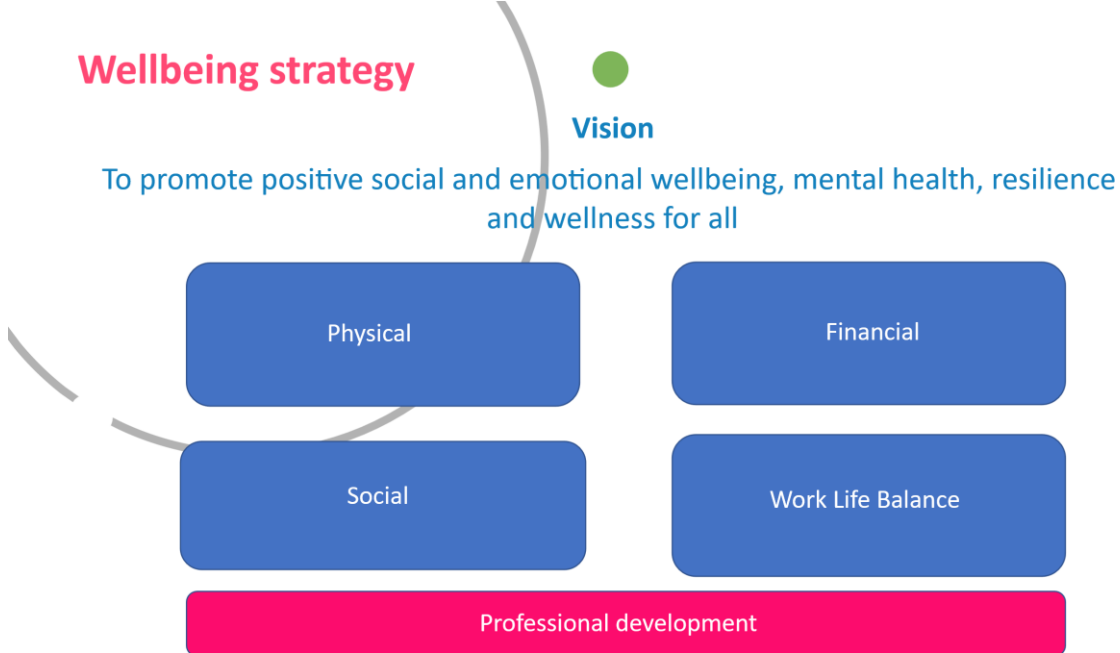 Wellbeing strategy
Vision
To promote positive social and emotional wellbeing, mental health, resilience
and wellness for all
Physical
Financial
Social
Work Life Balance
Professional development